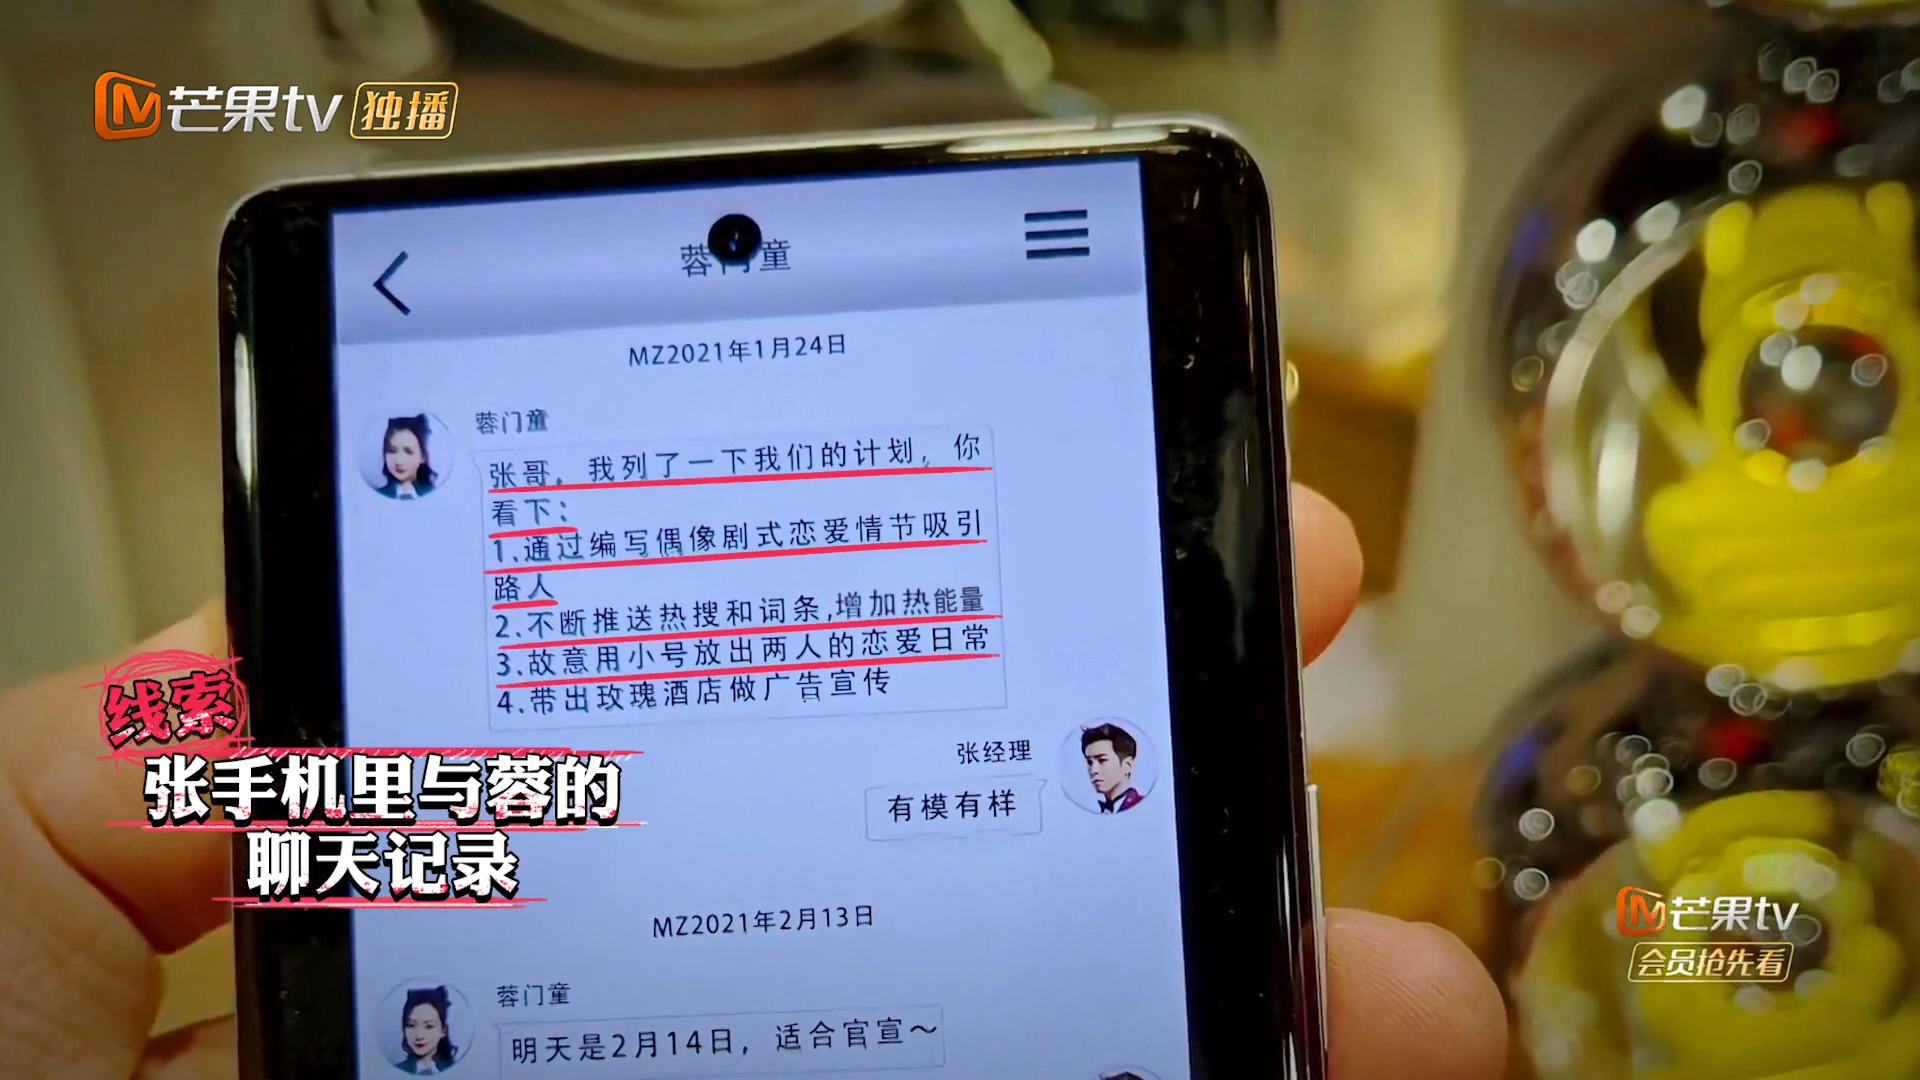 芒果tv 独播
蓉门童
MZ2021年1月24日
蓉门童
张哥，我列了一下我们的计划，你
看下：
1.通过编写偶像剧式恋爱情节吸引
路人
2.不断推送热搜和词条,增加热能量
3.故意用小号放出两人的恋爱日常
4.带出玫瑰酒店做广告宣传
张经理
有模有样
线索
张手机里与蓉的
聊天记录
MZ2021年2月13日
芒果tv
会员抢先看
蓉门童
明天是2月14日，适合官宣～